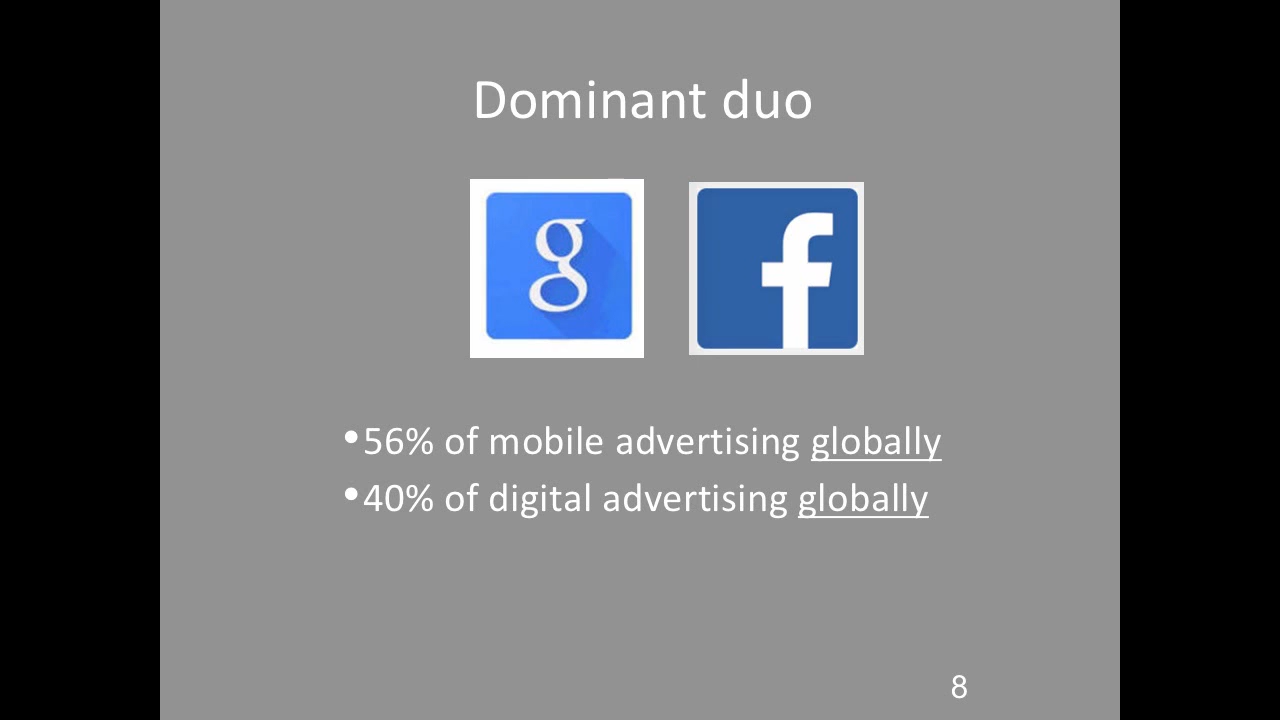 Dominant duo
g f
•56% of mobile advertising globally
•40% of digital advertising globally
8